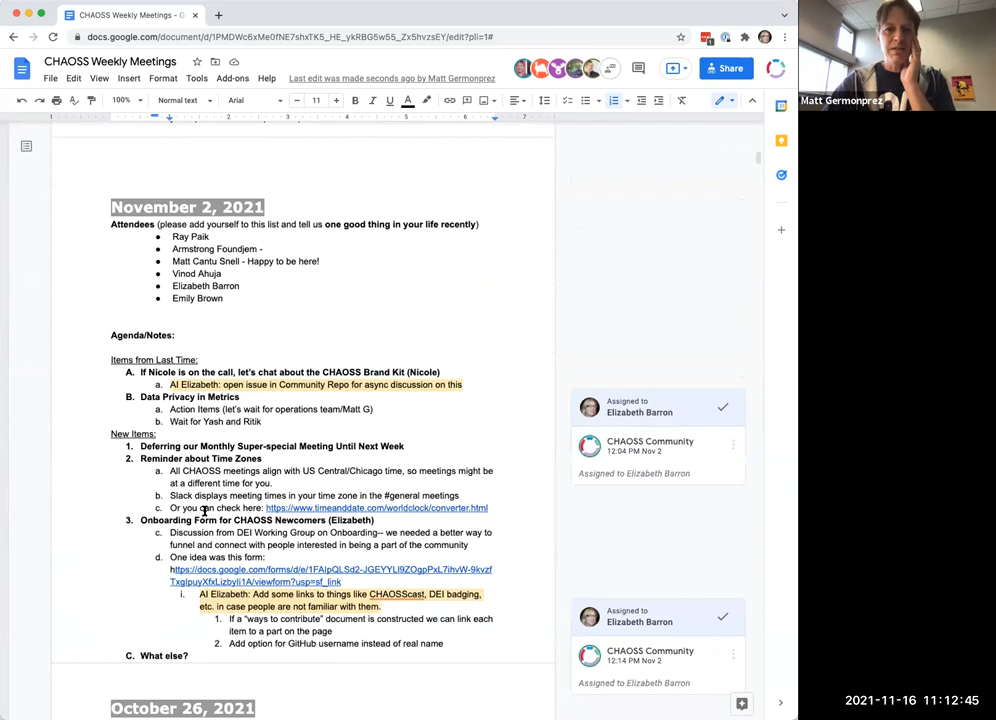 CHAOSS Weekly Meetings - G
docs.google.com/document/d/1PMDWc6xMe0fNE7shxTK5_HE_ykRBG5w55_Zx5hvzsEY/edit?pli=1#
CHAOSS Weekly Meetings
File Edit View Insert Format Tools Add-ons Help Last edit was made seconds ago by Matt Germonprez
Share
100% Normal text Arial 11
Matt Germonprez
1 1 2 3 4 5 6 7
November 2, 2021
Attendees (please add yourself to this list and tell us one good thing in your life recently)
● Ray Paik
● Armstrong Foundjem -
● Matt Cantu Snell - Happy to be here!
● Vinod Ahuja
● Elizabeth Barron
● Emily Brown
Agenda/Notes:
Items from Last Time:
A. If Nicole is on the call, let's chat about the CHAOSS Brand Kit (Nicole)
a. AI Elizabeth: open issue in Community Repo for async discussion on this
B. Data Privacy in Metrics
a. Action Items (let's wait for operations team/Matt G)
b. Wait for Yash and Ritik
New Items:
1. Deferring our Monthly Super-special Meeting Until Next Week
2. Reminder about Time Zones
a. All CHAOSS meetings align with US Central/Chicago time, so meetings might be
at a different time for you.
b. Slack displays meeting times in your time zone in the #general meetings
c. Or you can check here: https://www.timeanddate.com/worldclock/converter.html
3. Onboarding Form for CHAOSS Newcomers (Elizabeth)
c. Discussion from DEI Working Group on Onboarding-- we needed a better way to
funnel and connect with people interested in being a part of the community
d. One idea was this form:
https://docs.google.com/forms/d/e/1FAIpQLSd2-JGEYYLl9ZOgpPxL7ihvW-9kvzf
TxglpuyXfxLizbyli1A/viewform?usp=sf_link
i. AI Elizabeth: Add some links to things like CHAOSScast, DEI badging,
etc. in case people are not familiar with them.
1. If a "ways to contribute" document is constructed we can link each
item to a part on the page
2. Add option for GitHub username instead of real name
C. What else?
October 26, 2021
Assigned to
Elizabeth Barron
CHAOSS Community
12:04 PM Nov 2
Assigned to Elizabeth Barron
Assigned to
Elizabeth Barron
CHAOSS Community
12:14 PM Nov 2
Assigned to Elizabeth Barron
2021-11-16 11:12:45